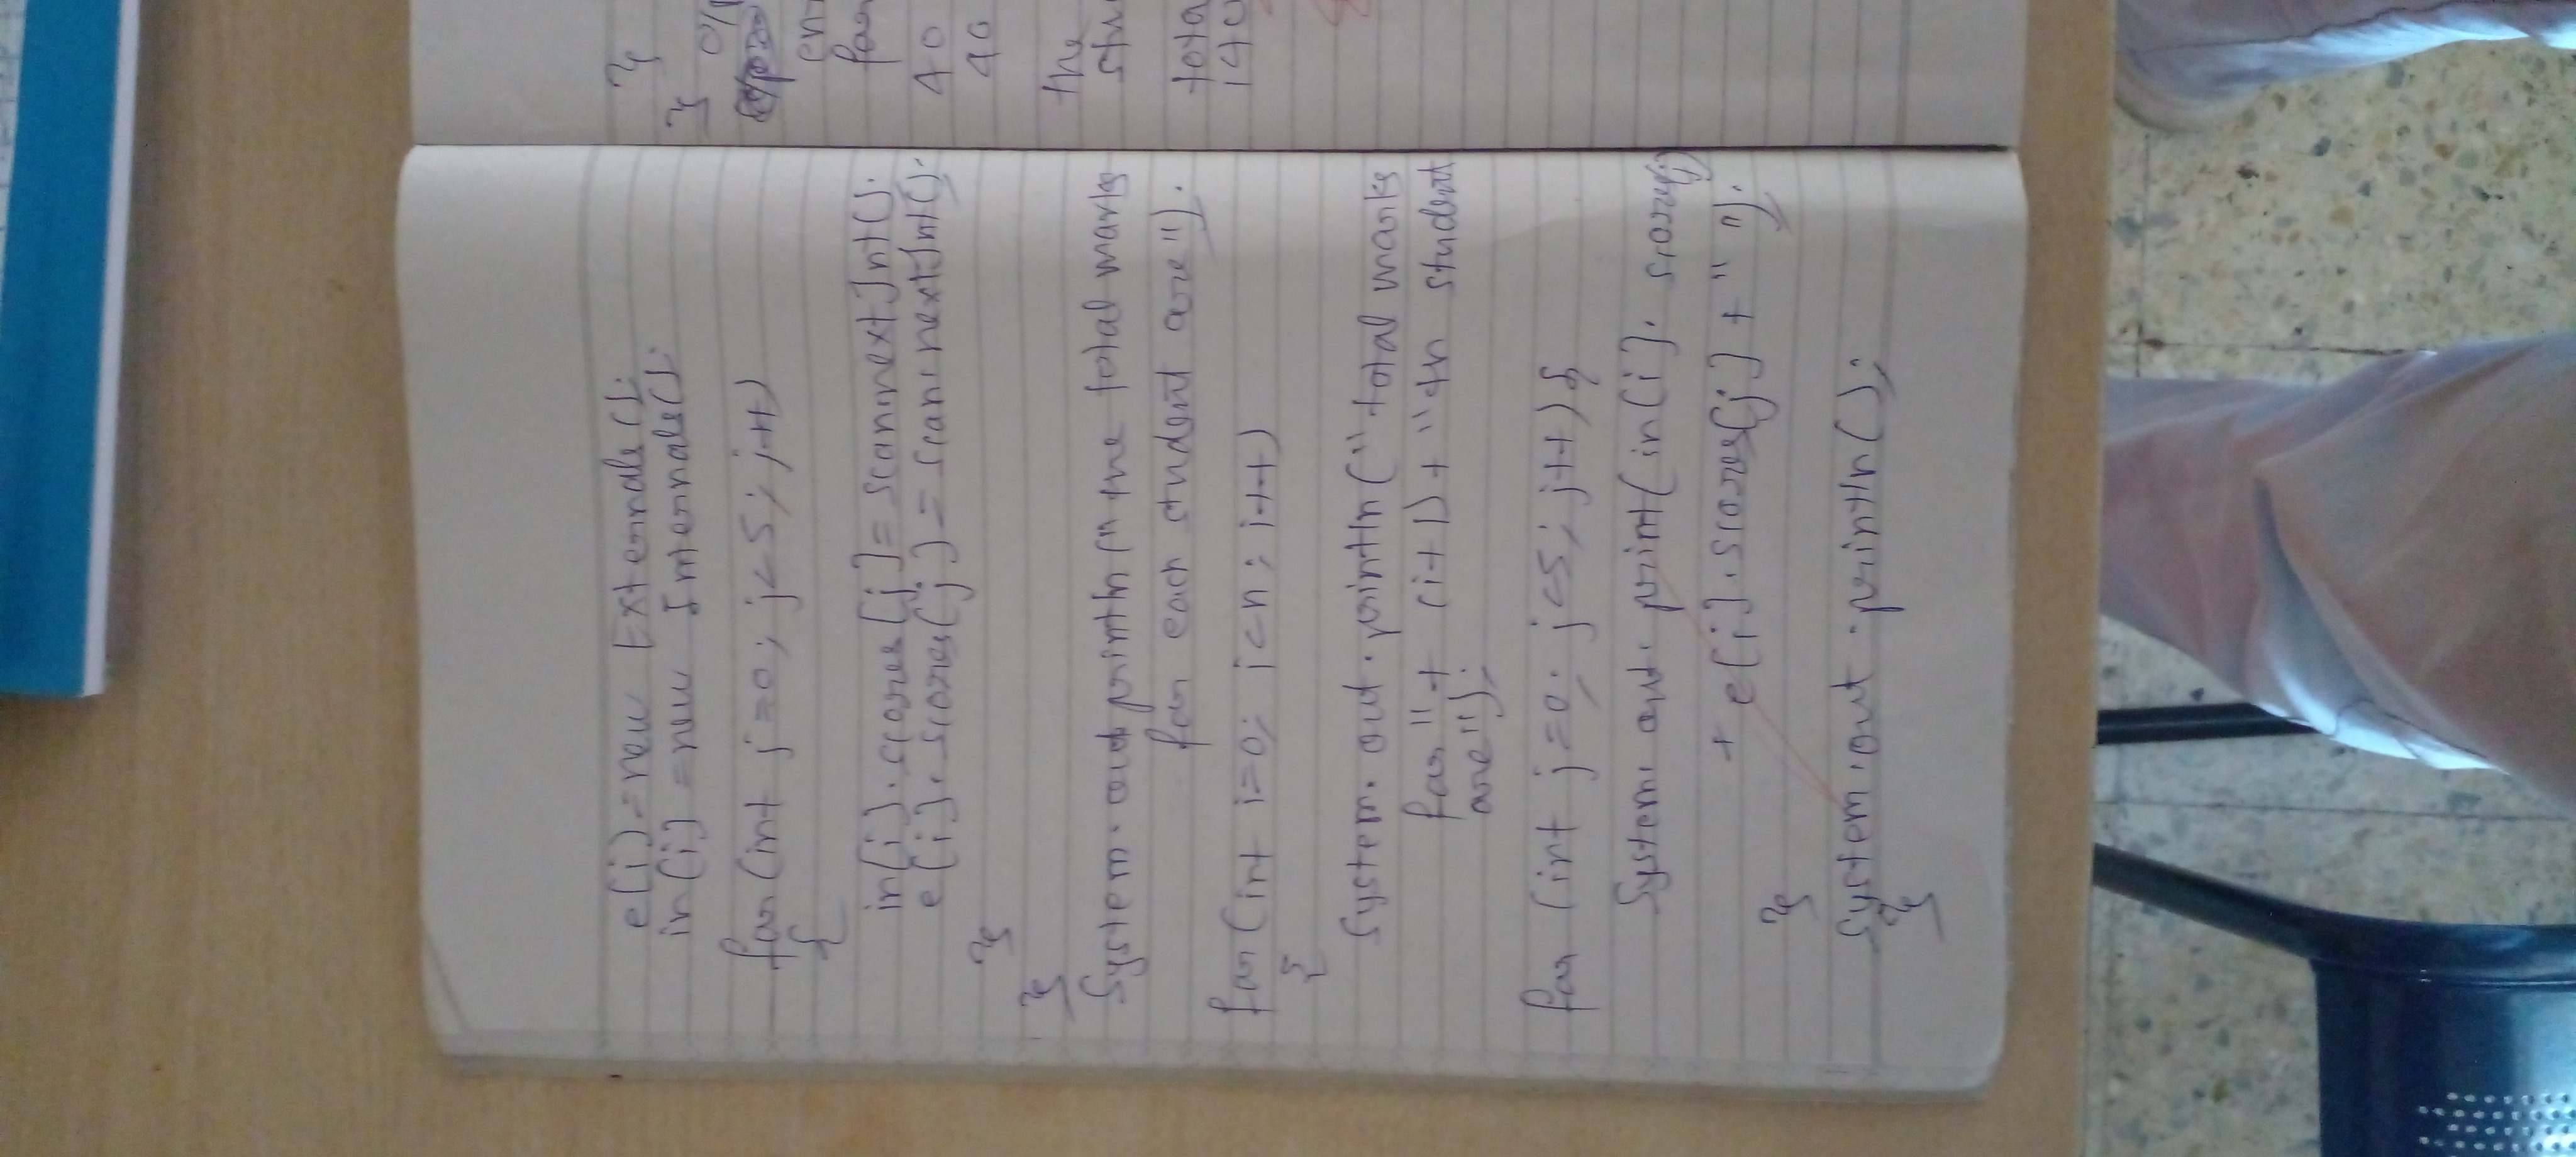 e[i] = new Externals();
in[i] = new Internals();
for(int j=0; j<5; j++)
{
in[i].scores[j] = scan.nextInt();
e[i].scores[j] = scan.nextInt();
}
}
System.out.println("the total marks
for each student are");
for(int i=0; i<n; i++)
{
System.out.println("total marks
for" + (i+1) + "th student
are");
for (int j=0; j<5; j++){
System.out.print(in[i].scores[j]
+ e[i].scores[j] + " ");
}
System.out.println();
}
}
}
}
for
40
40
the
stu
tota
140